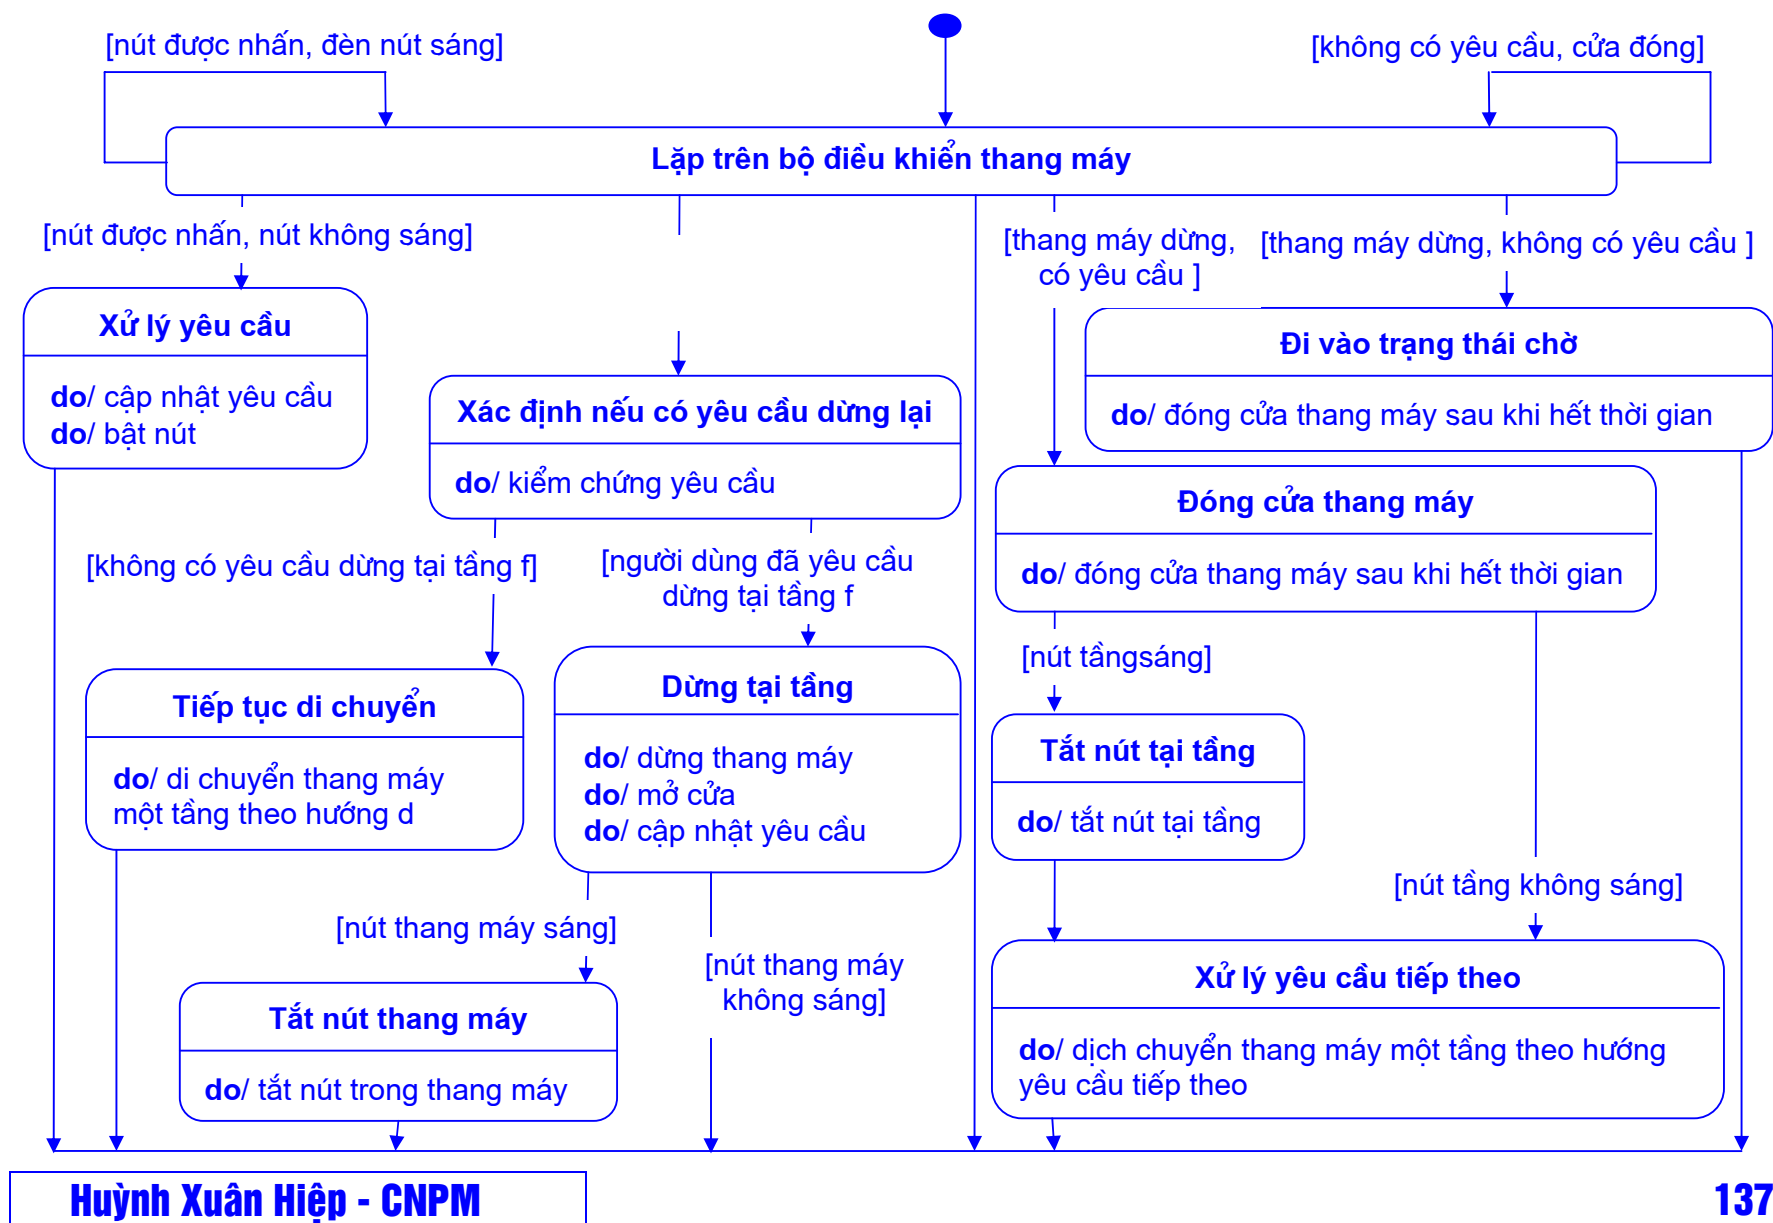 [nút được nhấn, đèn nút sáng]
[không có yêu cầu, cửa đóng]
Lặp trên bộ điều khiển thang máy
[nút được nhấn, nút không sáng]
[thang máy dừng,
có yêu cầu ]
[thang máy dừng, không có yêu cầu ]
Xử lý yêu cầu
do/ cập nhật yêu cầu
do/ bật nút
Xác định nếu có yêu cầu dừng lại
do/ kiểm chứng yêu cầu
Đi vào trạng thái chờ
do/ đóng cửa thang máy sau khi hết thời gian
Đóng cửa thang máy
do/ đóng cửa thang máy sau khi hết thời gian
[không có yêu cầu dừng tại tầng f]
[người dùng đã yêu cầu
dừng tại tầng f
[nút tầngsáng]
Tiếp tục di chuyển
do/ di chuyển thang máy
một tầng theo hướng d
Dừng tại tầng
do/ dừng thang máy
do/ mở cửa
do/ cập nhật yêu cầu
Tắt nút tại tầng
do/ tắt nút tại tầng
[nút tầng không sáng]
[nút thang máy sáng]
[nút thang máy
không sáng]
Tắt nút thang máy
do/ tắt nút trong thang máy
Xử lý yêu cầu tiếp theo
do/ dịch chuyển thang máy một tầng theo hướng
yêu cầu tiếp theo
Huỳnh Xuân Hiệp - CNPM
137